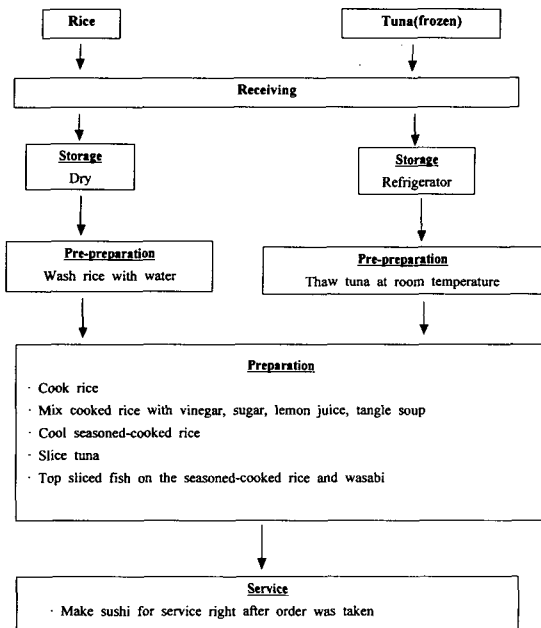 Rice
Tuna(frozen)
Receiving
Storage
Dry
Storage
Refrigerator
Pre-preparation
Wash rice with water
Pre-preparation
Thaw tuna at room temperature
Preparation
· Cook rice
· Mix cooked rice with vinegar, sugar, lemon juice, tangle soup
· Cool seasoned-cooked rice
· Slice tuna
· Top sliced fish on the seasoned-cooked rice and wasabi
Service
· Make sushi for service right after order was taken